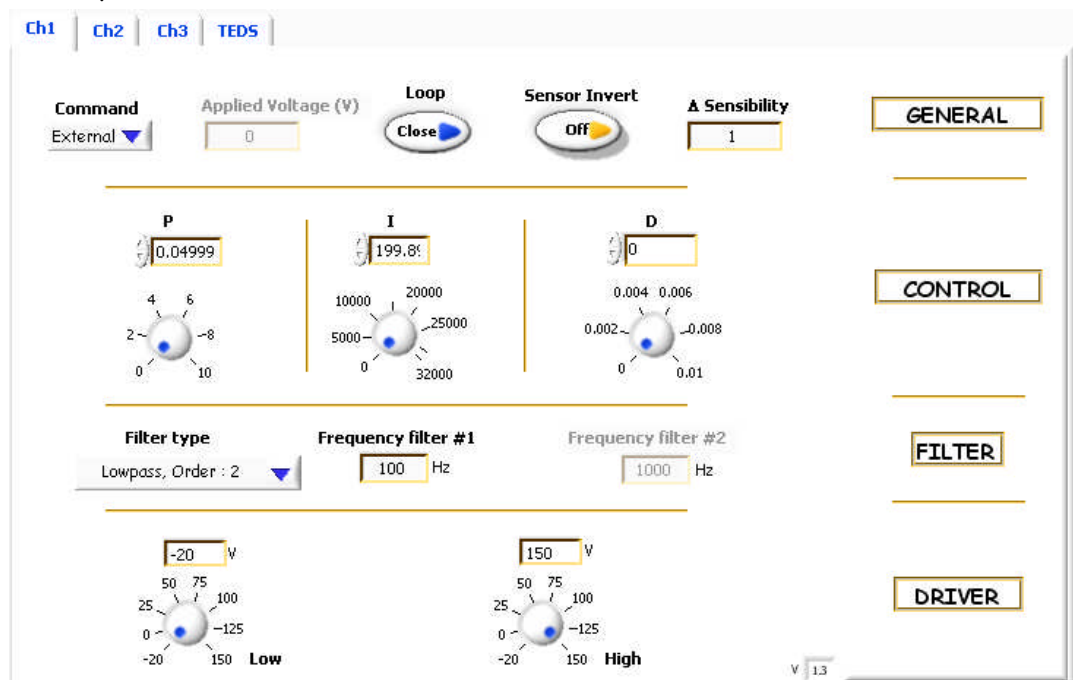 Ch1 Ch2 Ch3 TEDS
Command Applied Voltage (V) Loop Sensor Invert Δ Sensibility
External 0 Close Off 1
GENERAL
P I D
0.04999 199.89 0
4 6 10000 20000 0.004 0.006
2 8 5000 25000 0.002 0.008
0 10 0 32000 0 0.01
CONTROL
Filter type Frequency filter #1 Frequency filter #2
Lowpass, Order : 2 100 Hz 1000 Hz
FILTER
-20 V 150 V
50 75 50 75
25 100 25 100
0 125 0 125
-20 150 Low -20 150 High
DRIVER
V 1.3